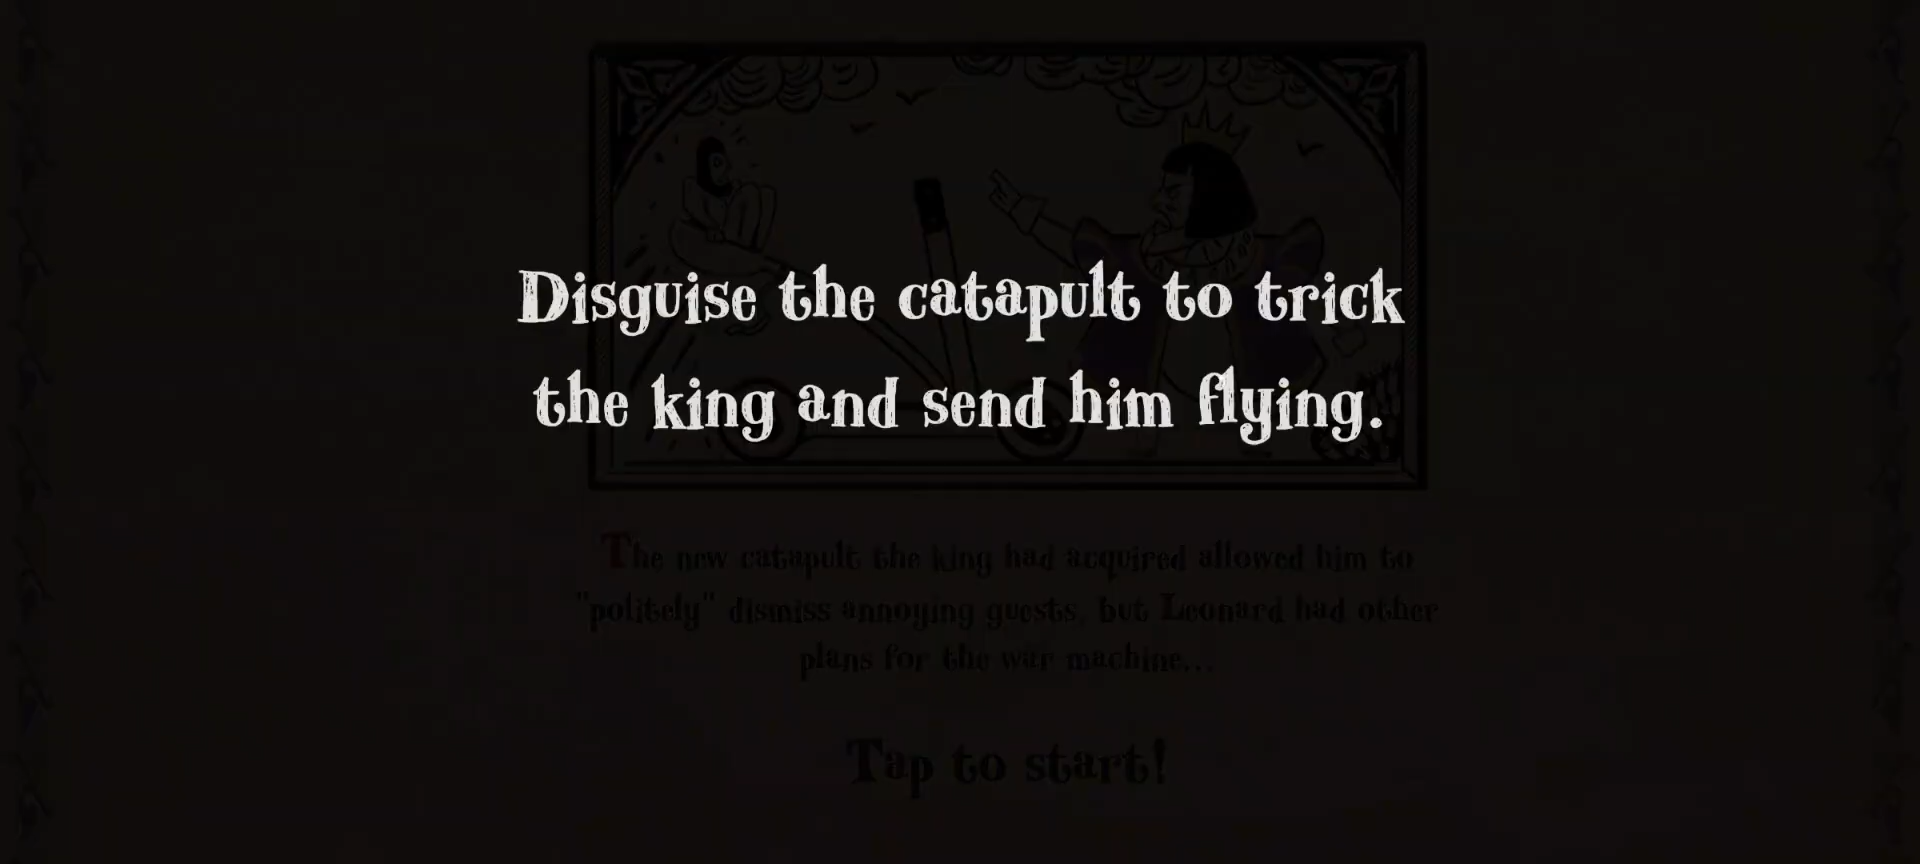 Disguise the catapult to trick
the king and send him flying.
The new catapult the king had acquired allowed him to
"politely" dismiss annoying guests, but Leonard had other
plans for the war machine...
Tap to start!